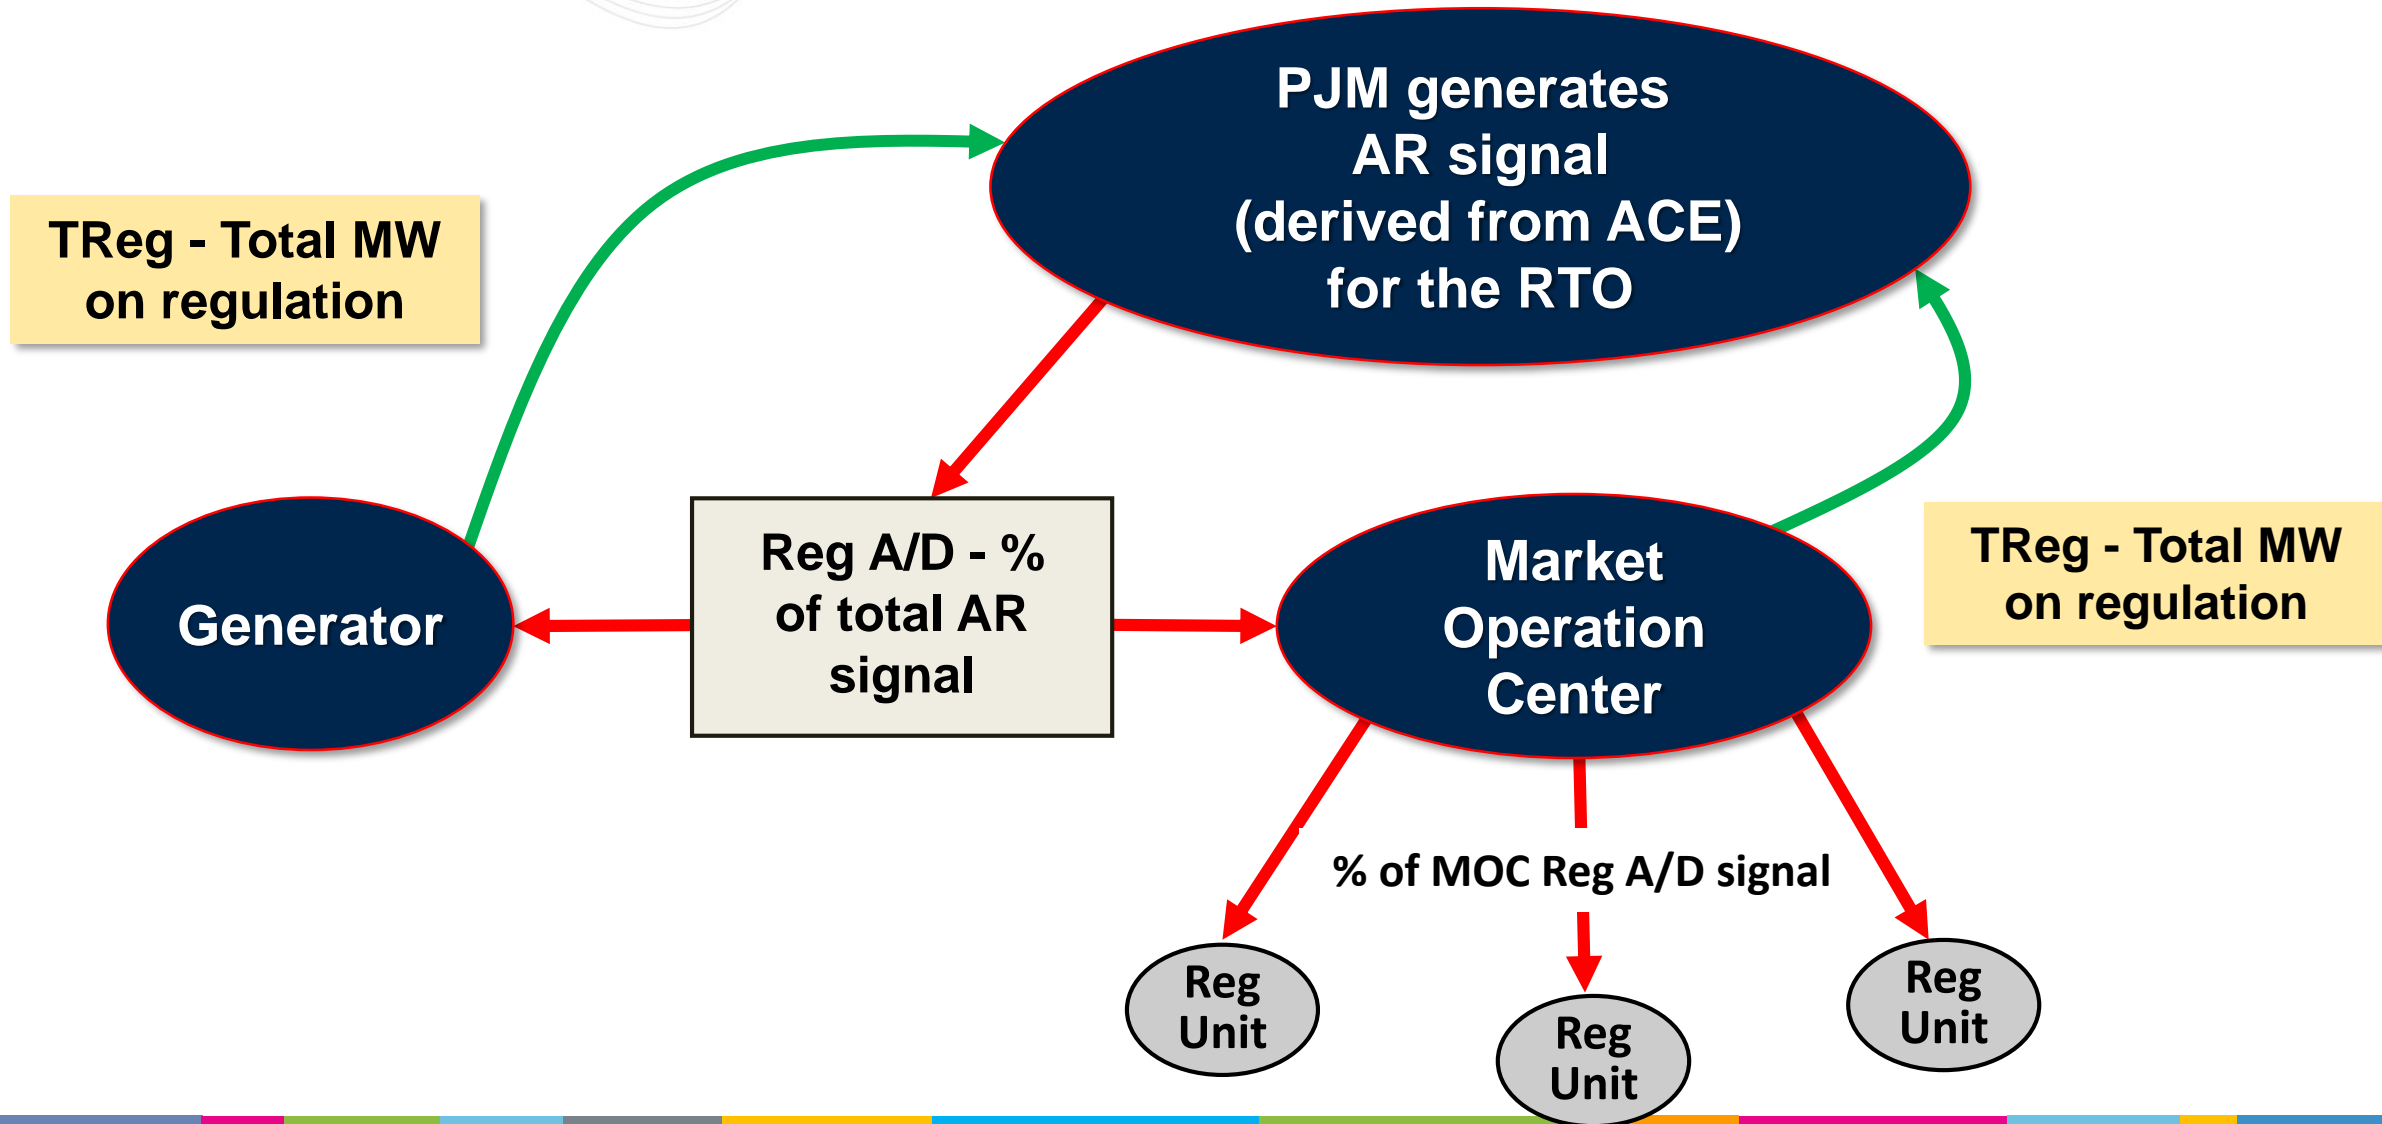 PJM generates
AR signal
(derived from ACE)
for the RTO
TReg - Total MW
on regulation
Generator
Reg A/D - %
of total AR
signal
Market
Operation
Center
TReg - Total MW
on regulation
% of MOC Reg A/D signal
Reg
Unit
Reg
Unit
Reg
Unit